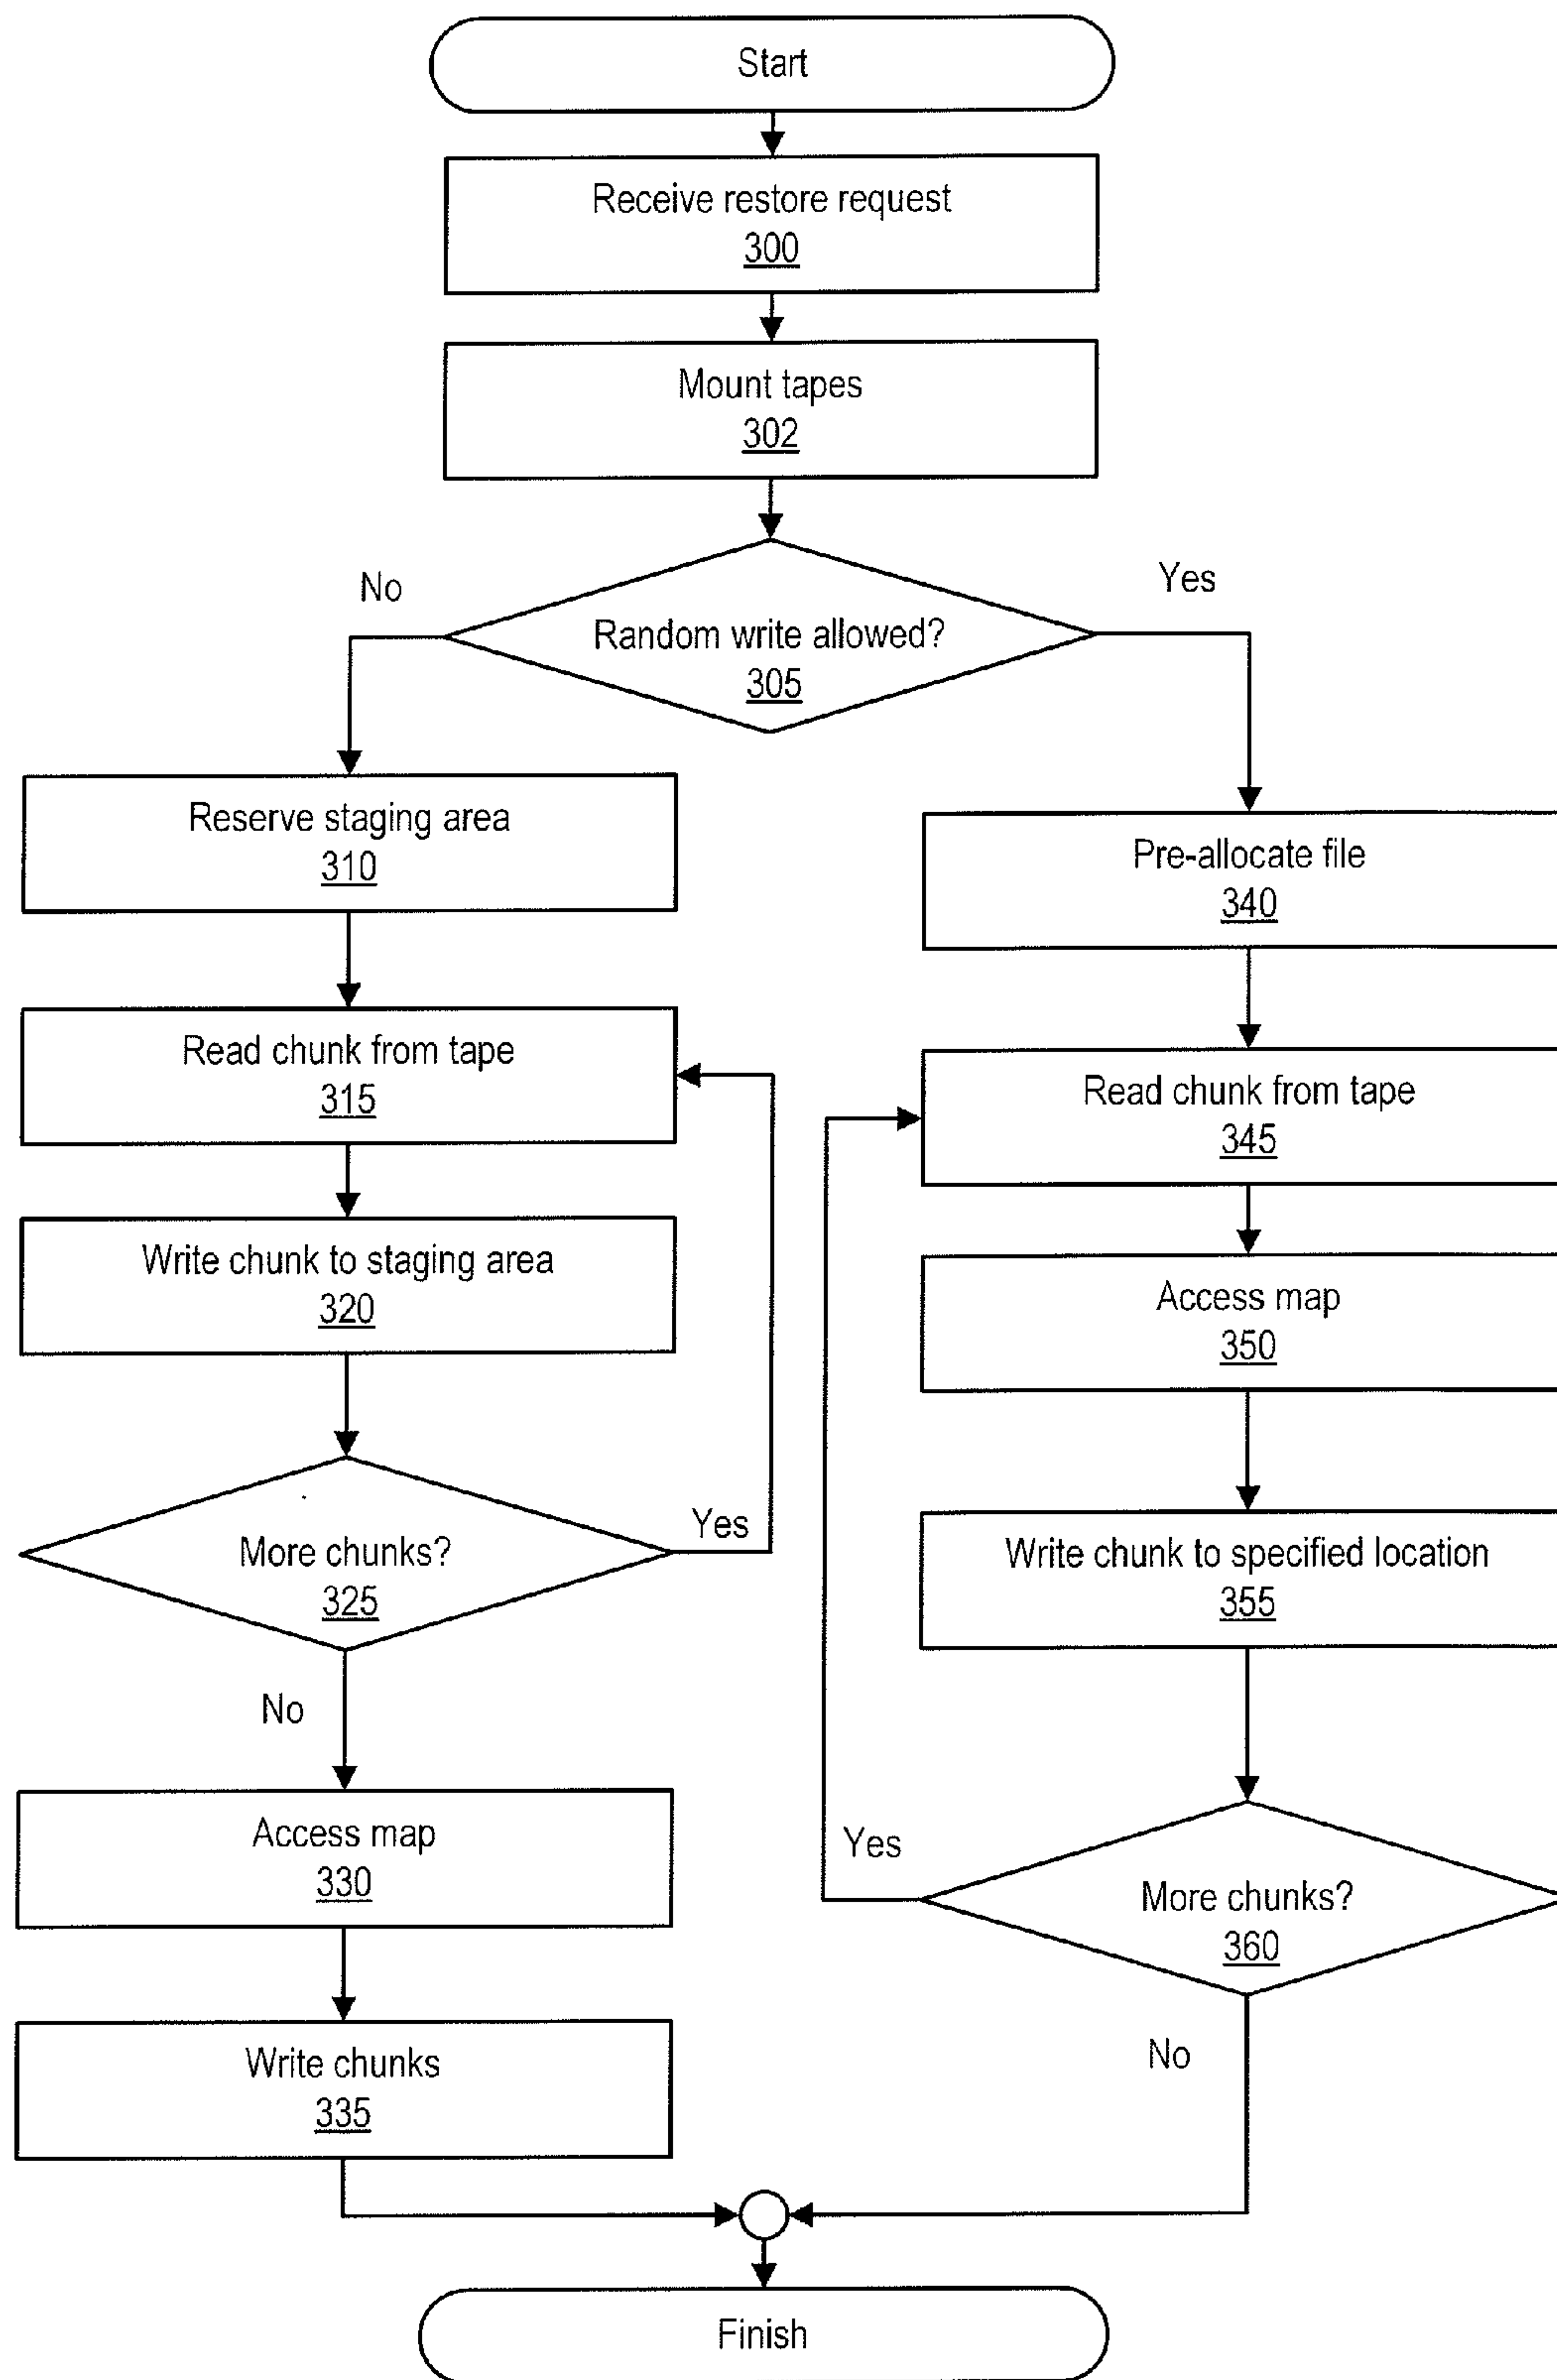 Start
Receive restore request
300
Mount tapes
302
No
Yes
Random write allowed?
305
Reserve staging area
310
Read chunk from tape
315
Write chunk to staging area
320
More chunks?
325
Yes
No
Access map
330
Write chunks
335
Pre-allocate file
340
Read chunk from tape
345
Access map
350
Write chunk to specified location
355
More chunks?
360
Yes
No
Finish